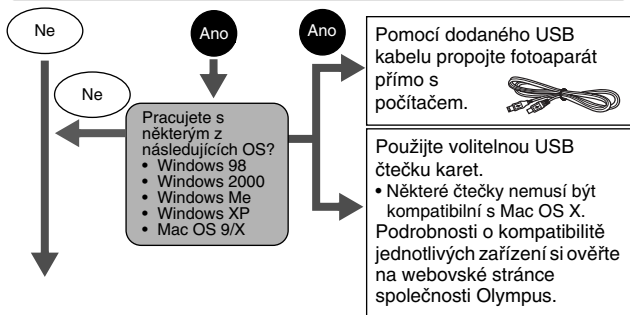 Ne
Ano
Ano
Ne
Pracujete s
některým z
následujících OS?
• Windows 98
• Windows 2000
• Windows Me
• Windows XP
• Mac OS 9/X
Pomocí dodaného USB
kabelu propojte fotoaparát
přímo s
počítačem.
Použijte volitelnou USB
čtečku karet.
• Některé čtečky nemusí být
kompatibilní s Mac OS X.
Podrobnosti o kompatibilitě
jednotlivých zařízení si ověřte
na webovské stránce
společnosti Olympus.